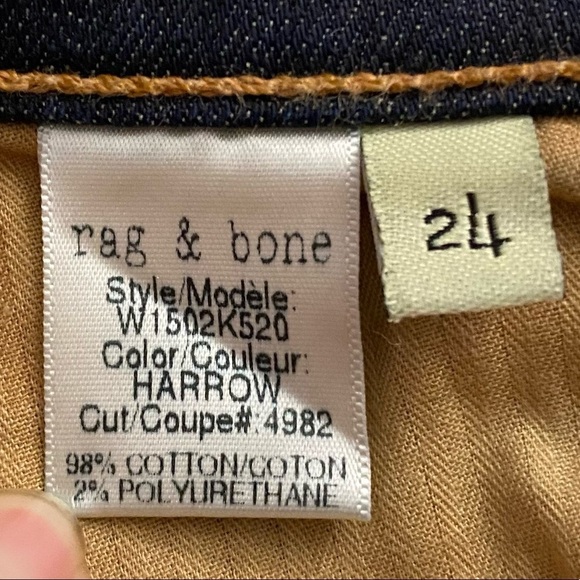 rag & bone
Style/Modèle:
W1502K520
Color/Couleur:
HARROW
Cut/Coupe#: 4982
98% COTTON/COTON
2% POLYURETHANE
24